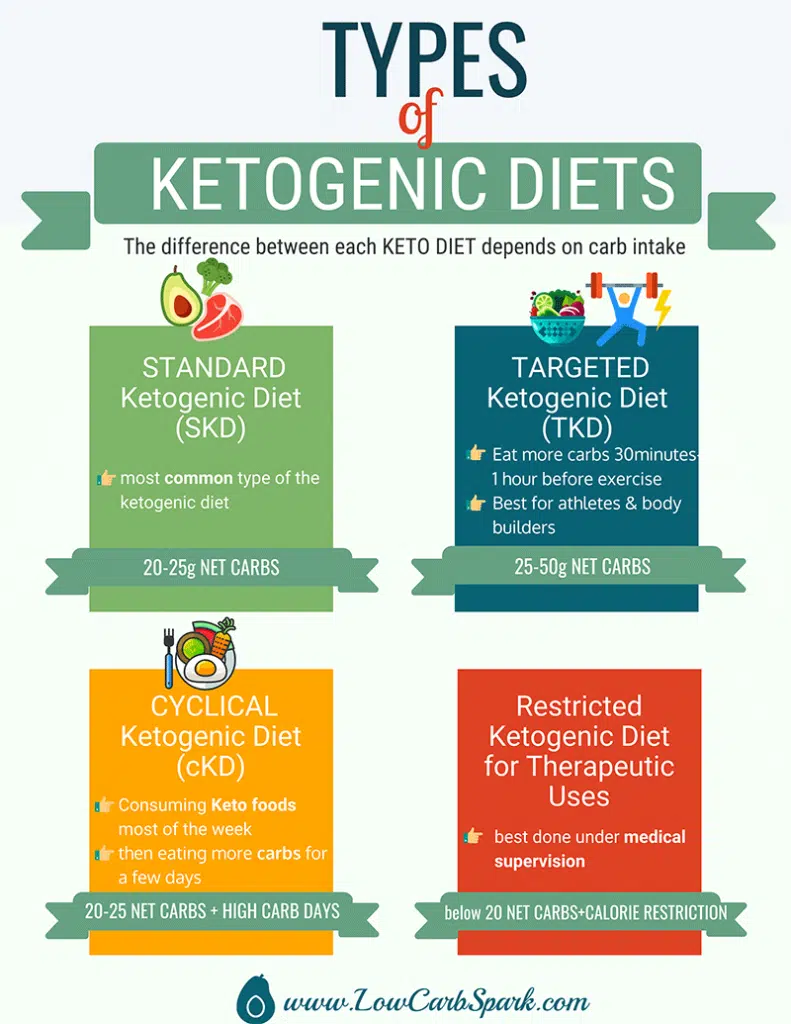 TYPES
of
KETOGENIC DIETS
The difference between each KETO DIET depends on carb intake
STANDARD
Ketogenic Diet
(SKD)
most common type of the
ketogenic diet
20-25g NET CARBS
TARGETED
Ketogenic Diet
(TKD)
Eat more carbs 30minutes-
1 hour before exercise
Best for athletes & body
builders
25-50g NET CARBS
CYCLICAL
Ketogenic Diet
(cKD)
Consuming Keto foods
most of the week
then eating more carbs for
a few days
20-25 NET CARBS + HIGH CARB DAYS
Restricted
Ketogenic Diet
for Therapeutic
Uses
best done under medical
supervision
below 20 NET CARBS+CALORIE RESTRICTION
www.LowCarbSpark.com